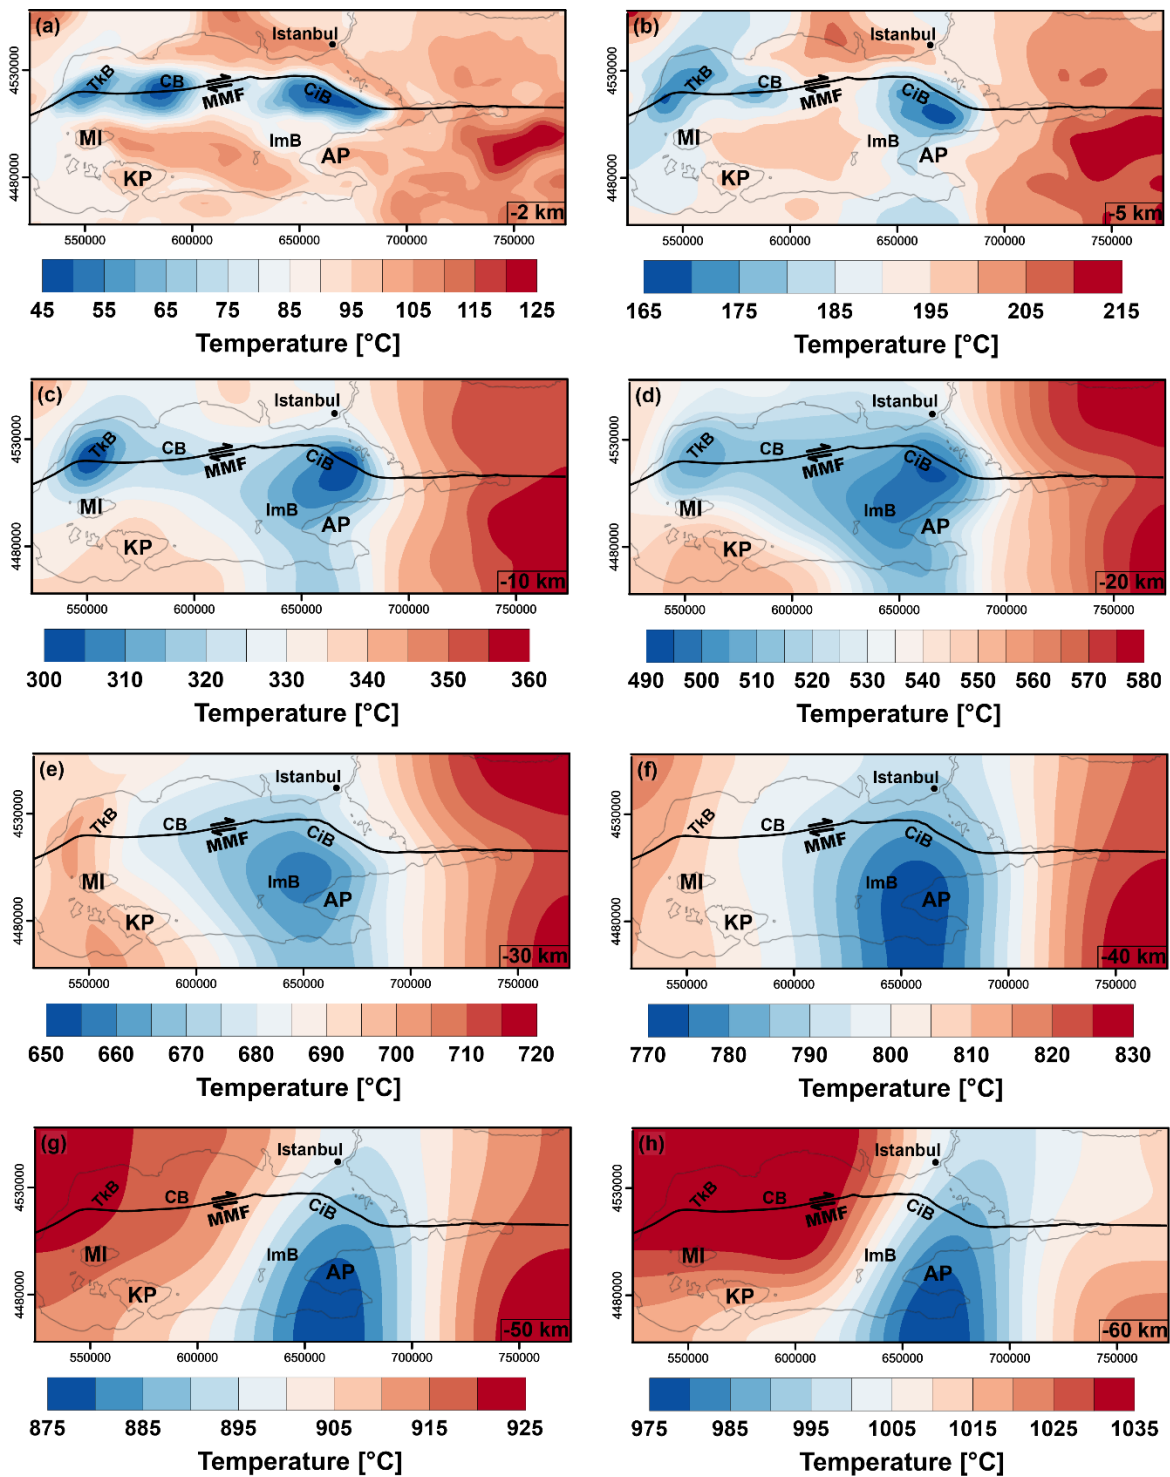 (a)
Istanbul
TkB
CB
MMF
CiB
MI
ImB
AP
KP
-2 km
4530000
4480000
550000 600000 650000 700000 750000
45 55 65 75 85 95 105 115 125
Temperature [°C]
(b)
Istanbul
TkB
CB
MMF
CiB
MI
ImB
AP
KP
-5 km
4530000
4480000
550000 600000 650000 700000 750000
165 175 185 195 205 215
Temperature [°C]
(c)
Istanbul
TkB
CB
MMF
CiB
MI
ImB
AP
KP
-10 km
4530000
4480000
550000 600000 650000 700000 750000
300 310 320 330 340 350 360
Temperature [°C]
(d)
Istanbul
TkB
CB
MMF
CiB
MI
ImB
AP
KP
-20 km
4530000
4480000
550000 600000 650000 700000 750000
490 500 510 520 530 540 550 560 570 580
Temperature [°C]
(e)
Istanbul
TkB
CB
MMF
CiB
MI
ImB
AP
KP
-30 km
4530000
4480000
550000 600000 650000 700000 750000
650 660 670 680 690 700 710 720
Temperature [°C]
(f)
Istanbul
TkB
CB
MMF
CiB
MI
ImB
AP
KP
-40 km
4530000
4480000
550000 600000 650000 700000 750000
770 780 790 800 810 820 830
Temperature [°C]
(g)
Istanbul
TkB
CB
MMF
CiB
MI
ImB
AP
KP
-50 km
4530000
4480000
550000 600000 650000 700000 750000
875 885 895 905 915 925
Temperature [°C]
(h)
Istanbul
TkB
CB
MMF
CiB
MI
ImB
AP
KP
-60 km
4530000
4480000
550000 600000 650000 700000 750000
975 985 995 1005 1015 1025 1035
Temperature [°C]